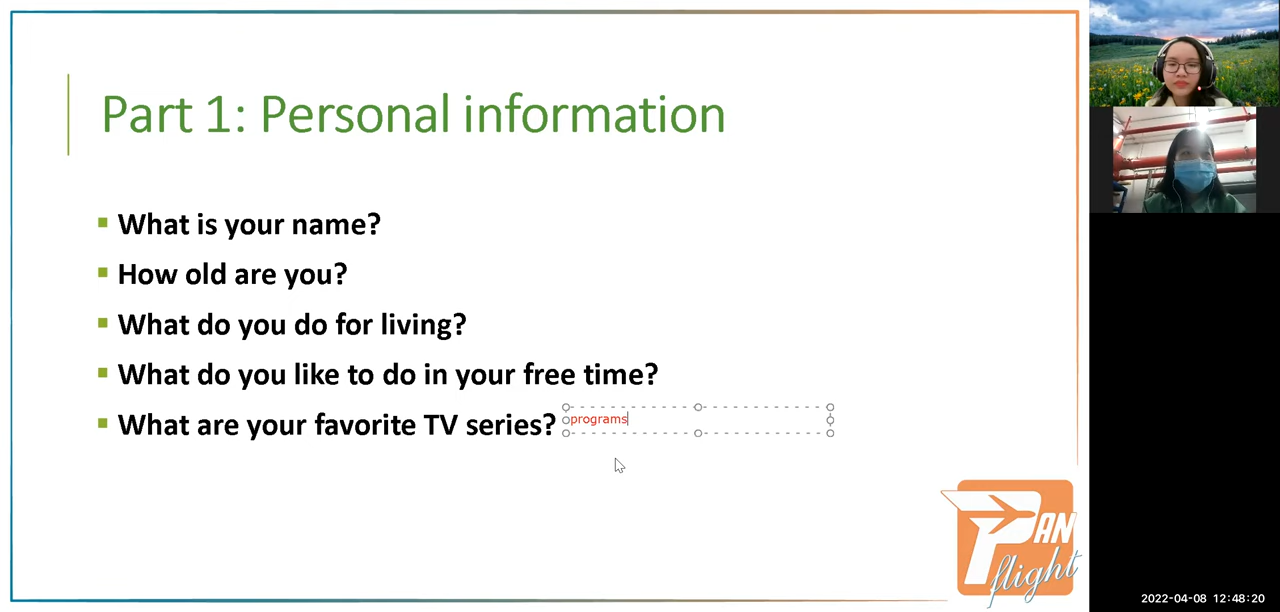 Part 1: Personal information
What is your name?
How old are you?
What do you do for living?
What do you like to do in your free time?
What are your favorite TV series? programs
PAN
flight
2022-04-08 12:48:20